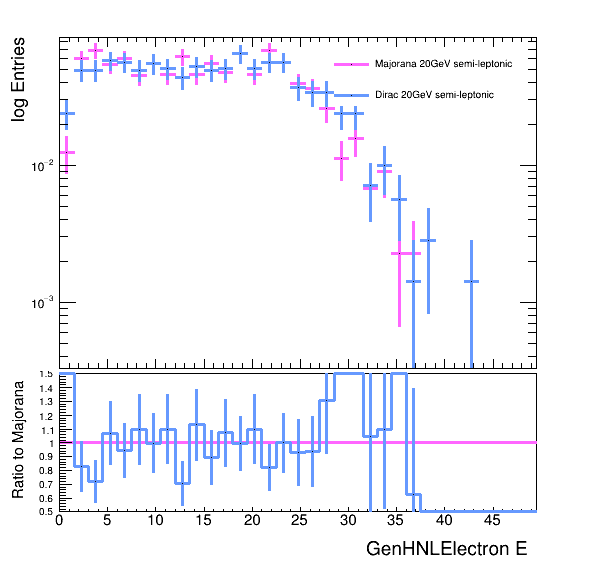 log Entries
Majorana 20GeV semi-leptonic
Dirac 20GeV semi-leptonic
10⁻²
10⁻³
Ratio to Majorana
1.5
1.4
1.3
1.2
1.1
1
0.9
0.8
0.7
0.6
0.5
0 5 10 15 20 25 30 35 40 45
GenHNLElectron E